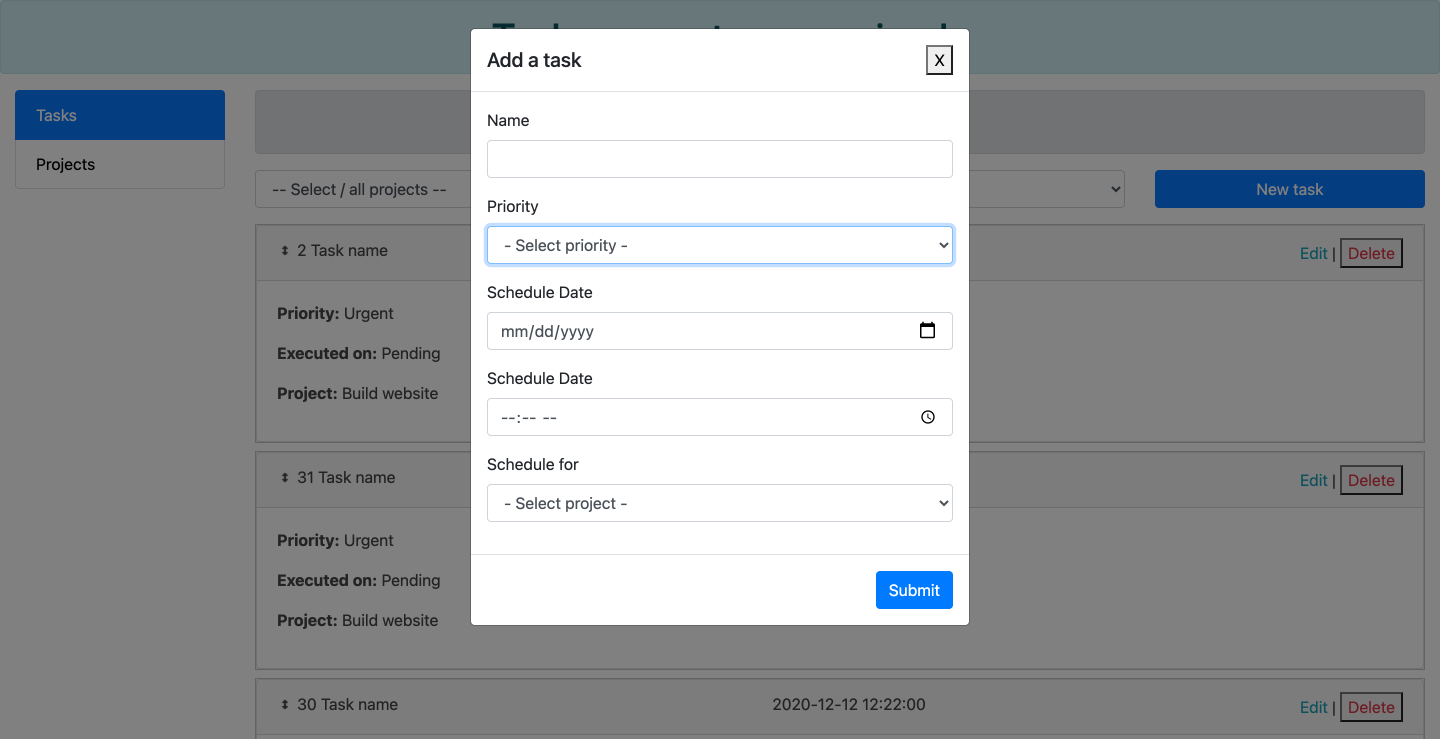 Add a task
X
Tasks
Projects
Name
-- Select / all projects --
New task
Priority
- Select priority -
2 Task name
Edit | Delete
Schedule Date
Priority: Urgent
mm/dd/yyyy
Executed on: Pending
Schedule Date
Project: Build website
--:-- --
Schedule for
31 Task name
Edit | Delete
- Select project -
Priority: Urgent
Executed on: Pending
Submit
Project: Build website
30 Task name 2020-12-12 12:22:00 Edit | Delete